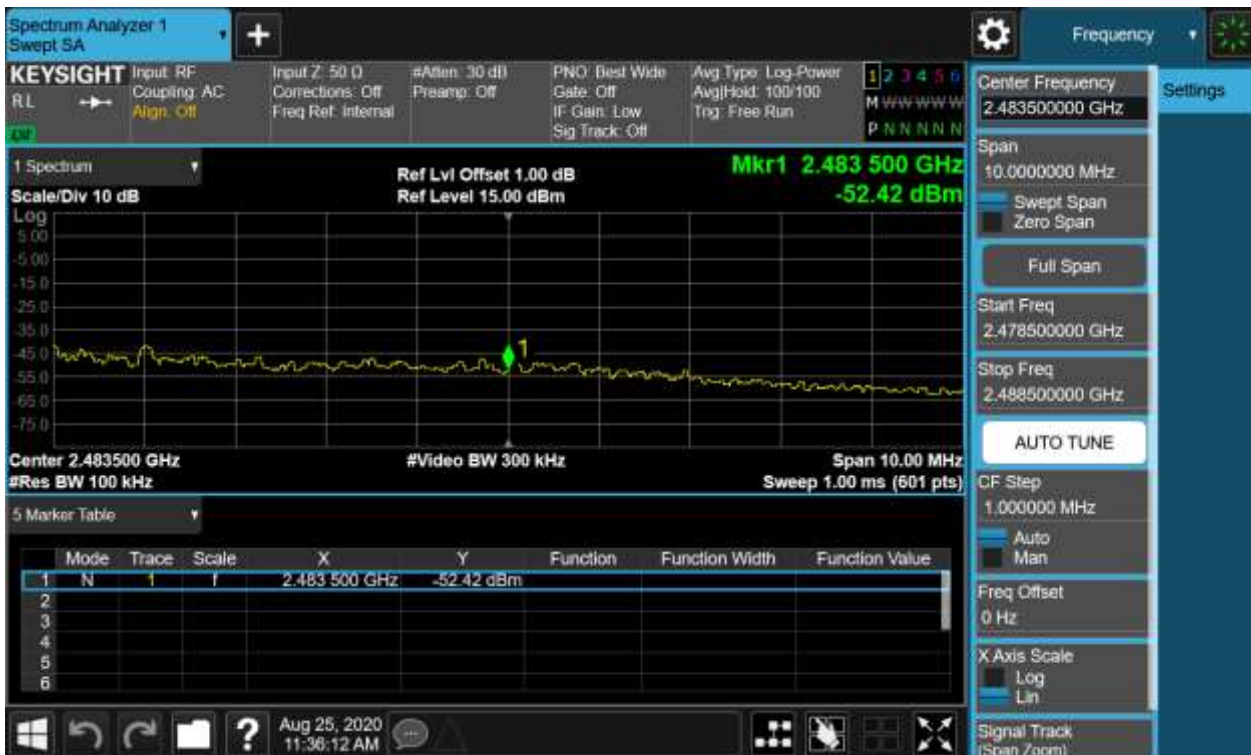 Spectrum Analyzer 1
Swept SA
+
Frequency
KEYSIGHT
RL
Input: RF
Coupling: AC
Align: Off
Input Z: 50 Ω
Corrections: Off
Freq Ref: Internal
#Atten: 30 dB
Preamp: Off
PNO: Best Wide
Gate: Off
IF Gain: Low
Sig Track: Off
Avg Type: Log-Power
Avg|Hold: 100/100
Trig: Free Run
1 2 3 4 5 6
M W W W W W
P N N N N N
1 Spectrum
Scale/Div 10 dB
Ref Lvl Offset 1.00 dB
Ref Level 15.00 dBm
Mkr1 2.483 500 GHz
-52.42 dBm
Log
5.00
-5.00
-15.0
-25.0
-35.0
-45.0
-55.0
-65.0
-75.0
1
Center 2.483500 GHz
#Res BW 100 kHz
#Video BW 300 kHz
Span 10.00 MHz
Sweep 1.00 ms (601 pts)
5 Marker Table
Mode Trace Scale X Y Function Function Width Function Value
1 N 1 f 2.483 500 GHz -52.42 dBm
2
3
4
5
6
?
Aug 25, 2020
11:36:12 AM
Center Frequency
2.483500000 GHz
Settings
Span
10.0000000 MHz
Swept Span
Zero Span
Full Span
Start Freq
2.478500000 GHz
Stop Freq
2.488500000 GHz
AUTO TUNE
CF Step
1.000000 MHz
Auto
Man
Freq Offset
0 Hz
X Axis Scale
Log
Lin
Signal Track
(Span Zoom)